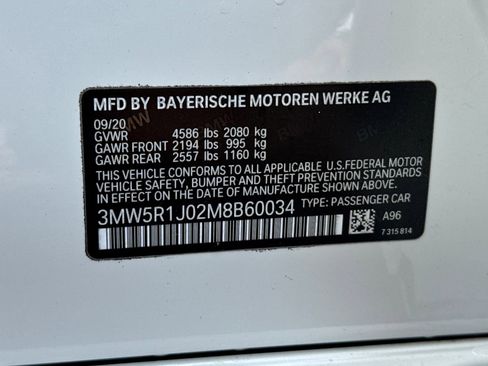 MFD BY BAYERISCHE MOTOREN WERKE AG
09/20
GVWR 4586 lbs 2080 kg
GAWR FRONT 2194 lbs 995 kg
GAWR REAR 2557 lbs 1160 kg
THIS VEHICLE CONFORMS TO ALL APPLICABLE U.S.FEDERAL MOTOR
VEHICLE SAFETY, BUMPER AND THEFT PREVENTION STANDARDS
IN EFFECT ON THE DATE OF MANUFACTURE SHOWN ABOVE.
3MW5R1J02M8B60034 TYPE: PASSENGER CAR
A96
7 315 814